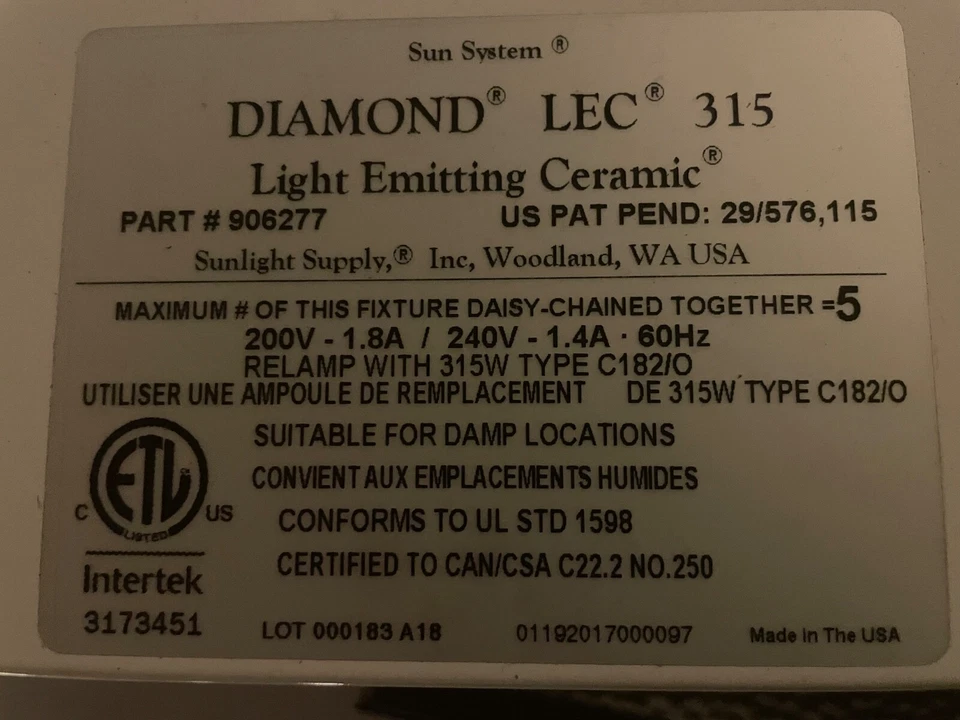 Sun System ®
DIAMOND® LEC® 315
Light Emitting Ceramic®
PART # 906277 US PAT PEND: 29/576,115
Sunlight Supply,® Inc, Woodland, WA USA
MAXIMUM # OF THIS FIXTURE DAISY-CHAINED TOGETHER =5
200V - 1.8A / 240V - 1.4A · 60Hz
RELAMP WITH 315W TYPE C182/O
UTILISER UNE AMPOULE DE REMPLACEMENT DE 315W TYPE C182/O
SUITABLE FOR DAMP LOCATIONS
CONVIENT AUX EMPLACEMENTS HUMIDES
CONFORMS TO UL STD 1598
CERTIFIED TO CAN/CSA C22.2 NO.250
ETL
C US
LISTED
Intertek
3173451
LOT 000183 A18 01192017000097 Made in The USA